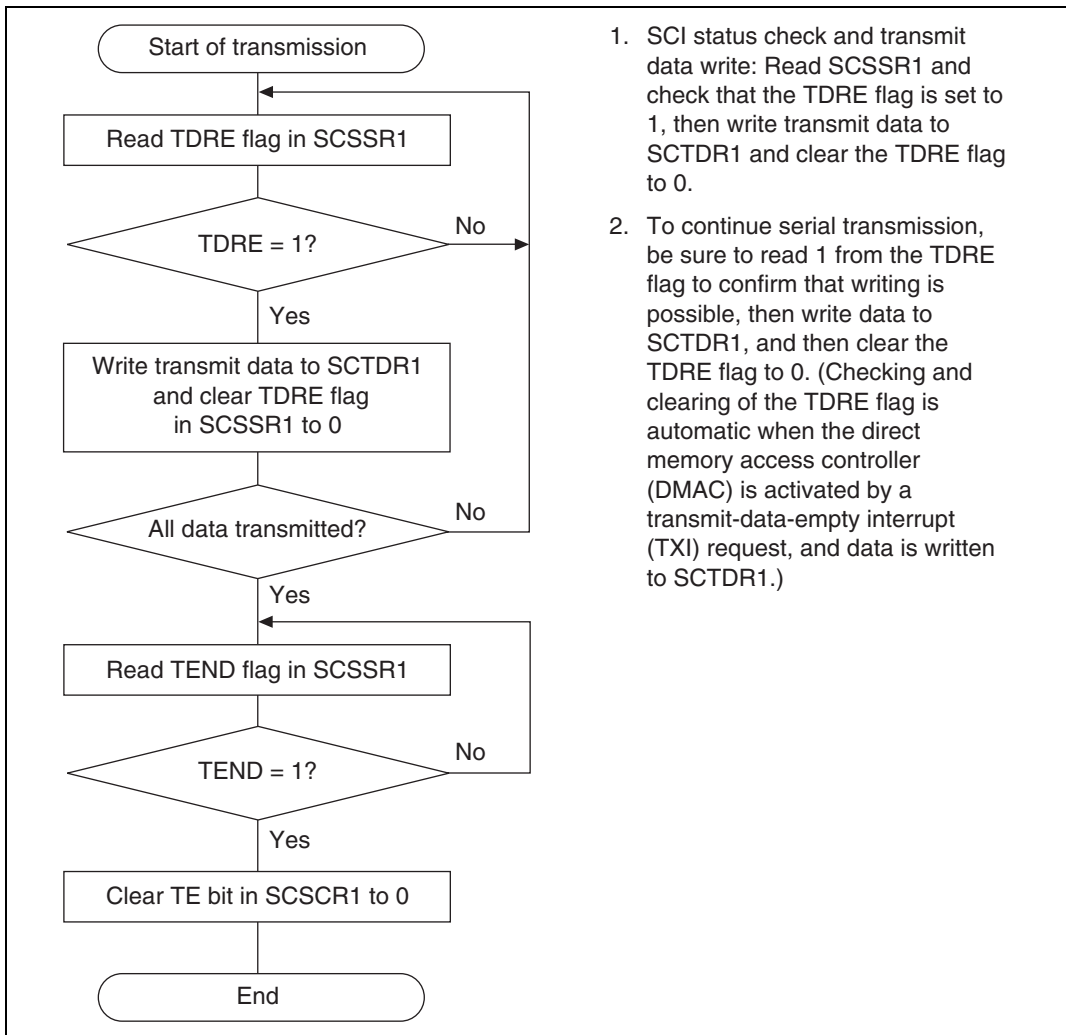 Start of transmission
Read TDRE flag in SCSSR1
TDRE = 1?
No
Yes
Write transmit data to SCTDR1
and clear TDRE flag
in SCSSR1 to 0
All data transmitted?
No
Yes
Read TEND flag in SCSSR1
TEND = 1?
No
Yes
Clear TE bit in SCSCR1 to 0
End
1. SCI status check and transmit
data write: Read SCSSR1 and
check that the TDRE flag is set to
1, then write transmit data to
SCTDR1 and clear the TDRE flag
to 0.
2. To continue serial transmission,
be sure to read 1 from the TDRE
flag to confirm that writing is
possible, then write data to
SCTDR1, and then clear the
TDRE flag to 0. (Checking and
clearing of the TDRE flag is
automatic when the direct
memory access controller
(DMAC) is activated by a
transmit-data-empty interrupt
(TXI) request, and data is written
to SCTDR1.)